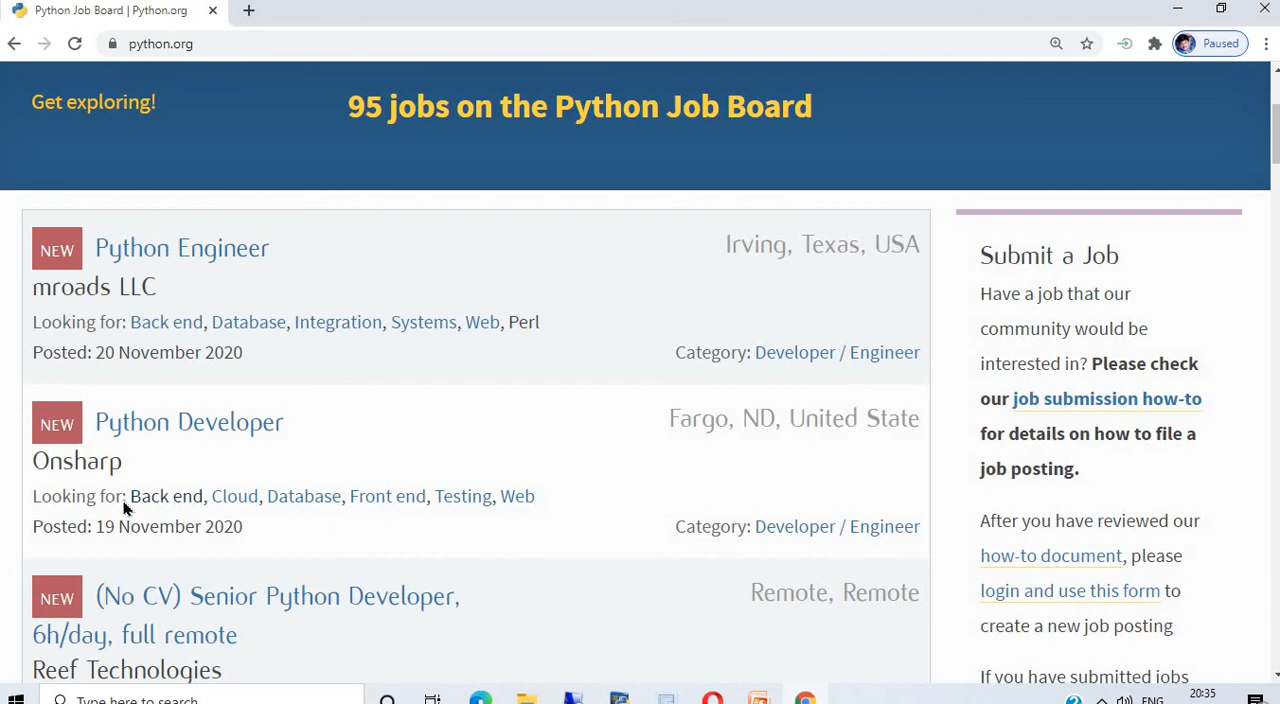 Python Job Board | Python.org
python.org
Paused
Get exploring!
95 jobs on the Python Job Board
NEW Python Engineer
Irving, Texas, USA
mroads LLC
Looking for: Back end, Database, Integration, Systems, Web, Perl
Posted: 20 November 2020
Category: Developer / Engineer
NEW Python Developer
Fargo, ND, United State
Onsharp
Looking for: Back end, Cloud, Database, Front end, Testing, Web
Posted: 19 November 2020
Category: Developer / Engineer
NEW (No CV) Senior Python Developer,
6h/day, full remote
Remote, Remote
Reef Technologies
Submit a Job
Have a job that our
community would be
interested in? Please check
our job submission how-to
for details on how to file a
job posting.
After you have reviewed our
how-to document, please
login and use this form to
create a new job posting
If you have submitted jobs
Type here to search
ENG
20:35